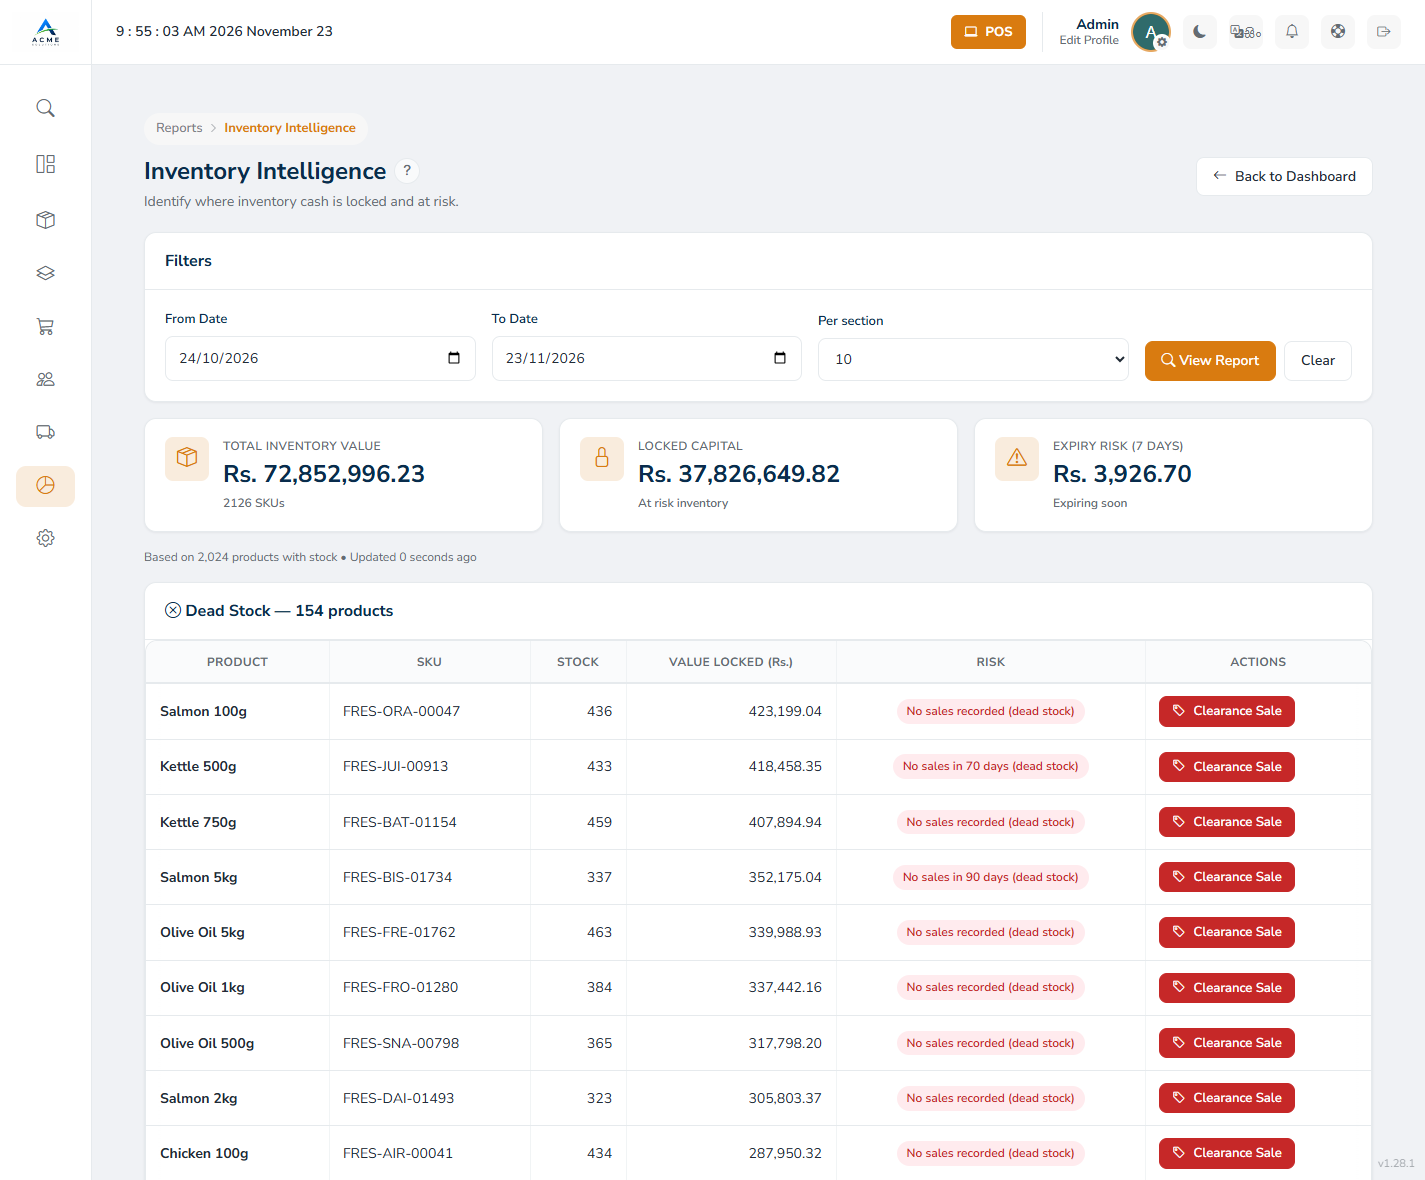 ACME
9 : 55 : 03 AM 2026 November 23
POS
Admin
Edit Profile
A
Reports > Inventory Intelligence
Inventory Intelligence ?
Identify where inventory cash is locked and at risk.
← Back to Dashboard
Filters
From Date
To Date
Per section
24/10/2026
23/11/2026
10
View Report
Clear
TOTAL INVENTORY VALUE
Rs. 72,852,996.23
2126 SKUs
LOCKED CAPITAL
Rs. 37,826,649.82
At risk inventory
EXPIRY RISK (7 DAYS)
Rs. 3,926.70
Expiring soon
Based on 2,024 products with stock • Updated 0 seconds ago
Dead Stock — 154 products
PRODUCT SKU STOCK VALUE LOCKED (Rs.) RISK ACTIONS
Salmon 100g FRES-ORA-00047 436 423,199.04 No sales recorded (dead stock) Clearance Sale
Kettle 500g FRES-JUI-00913 433 418,458.35 No sales in 70 days (dead stock) Clearance Sale
Kettle 750g FRES-BAT-01154 459 407,894.94 No sales recorded (dead stock) Clearance Sale
Salmon 5kg FRES-BIS-01734 337 352,175.04 No sales in 90 days (dead stock) Clearance Sale
Olive Oil 5kg FRES-FRE-01762 463 339,988.93 No sales recorded (dead stock) Clearance Sale
Olive Oil 1kg FRES-FRO-01280 384 337,442.16 No sales recorded (dead stock) Clearance Sale
Olive Oil 500g FRES-SNA-00798 365 317,798.20 No sales recorded (dead stock) Clearance Sale
Salmon 2kg FRES-DAI-01493 323 305,803.37 No sales recorded (dead stock) Clearance Sale
Chicken 100g FRES-AIR-00041 434 287,950.32 No sales recorded (dead stock) Clearance Sale
v1.28.1